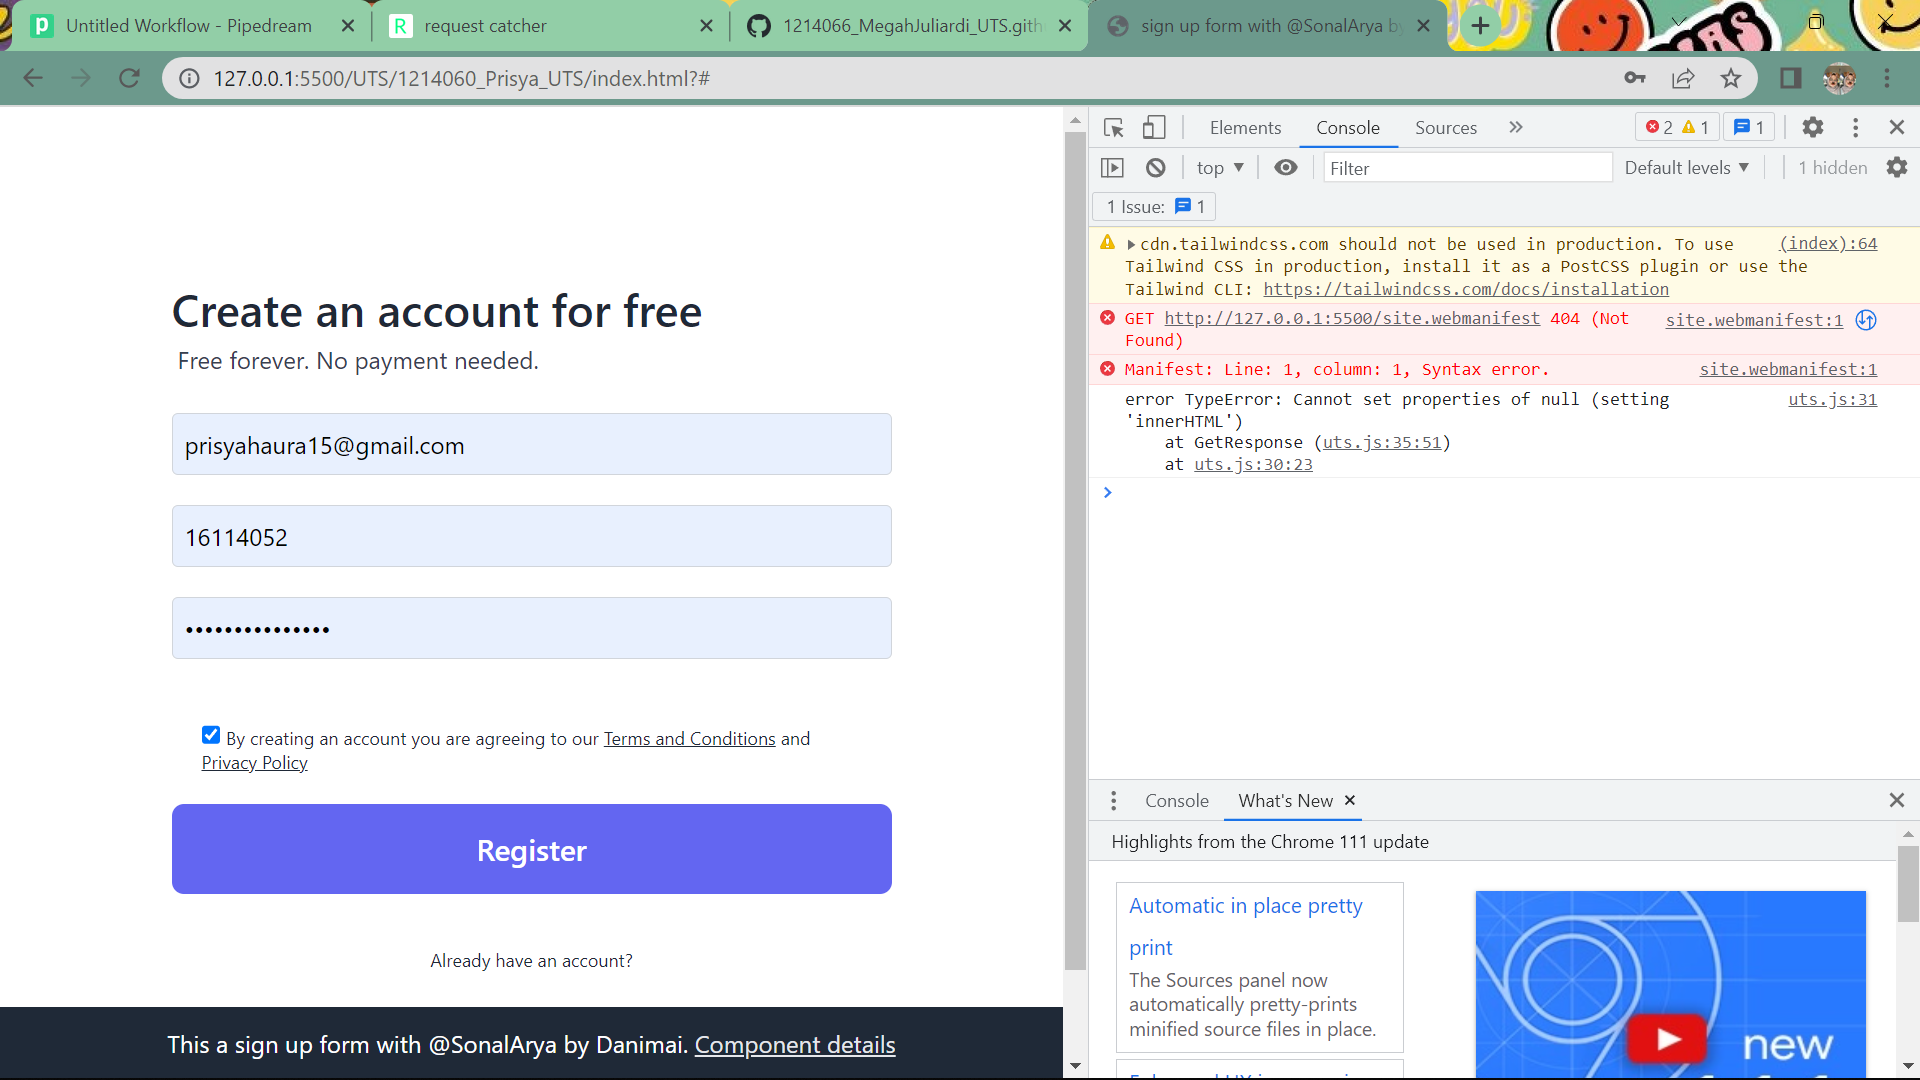 Untitled Workflow - Pipedream
request catcher
1214066_MegahJuliardi_UTS.gith
sign up form with @SonalArya by
127.0.0.1:5500/UTS/1214060_Prisya_UTS/index.html?#
Elements
Console
Sources
2
1
1
top
Filter
Default levels
1 hidden
1 Issue:
1
cdn.tailwindcss.com should not be used in production. To use
(index):64
Tailwind CSS in production, install it as a PostCSS plugin or use the
Tailwind CLI: https://tailwindcss.com/docs/installation
GET http://127.0.0.1:5500/site.webmanifest 404 (Not
site.webmanifest:1
Found)
Manifest: Line: 1, column: 1, Syntax error.
site.webmanifest:1
error TypeError: Cannot set properties of null (setting
uts.js:31
'innerHTML')
at GetResponse (uts.js:35:51)
at uts.js:30:23
Create an account for free
Free forever. No payment needed.
prisyahaura15@gmail.com
16114052
•••••••••••••••
By creating an account you are agreeing to our Terms and Conditions and
Privacy Policy
Register
Already have an account?
This a sign up form with @SonalArya by Danimai. Component details
Console
What's New
Highlights from the Chrome 111 update
Automatic in place pretty
print
The Sources panel now
automatically pretty-prints
minified source files in place.
new